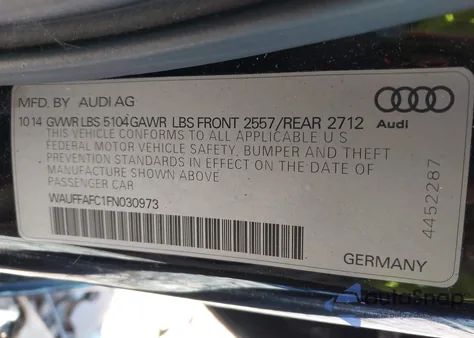 MFD. BY AUDI AG
10 14 GVWR LBS 5104 GAWR LBS FRONT 2557/REAR 2712
THIS VEHICLE CONFORMS TO ALL APPLICABLE U S
FEDERAL MOTOR VEHICLE SAFETY, BUMPER AND THEFT
PREVENTION STANDARDS IN EFFECT ON THE DATE OF
MANUFACTURE SHOWN ABOVE
PASSENGER CAR
WAUFFAFC1FN030973
Audi
4452287
GERMANY
autoSnap